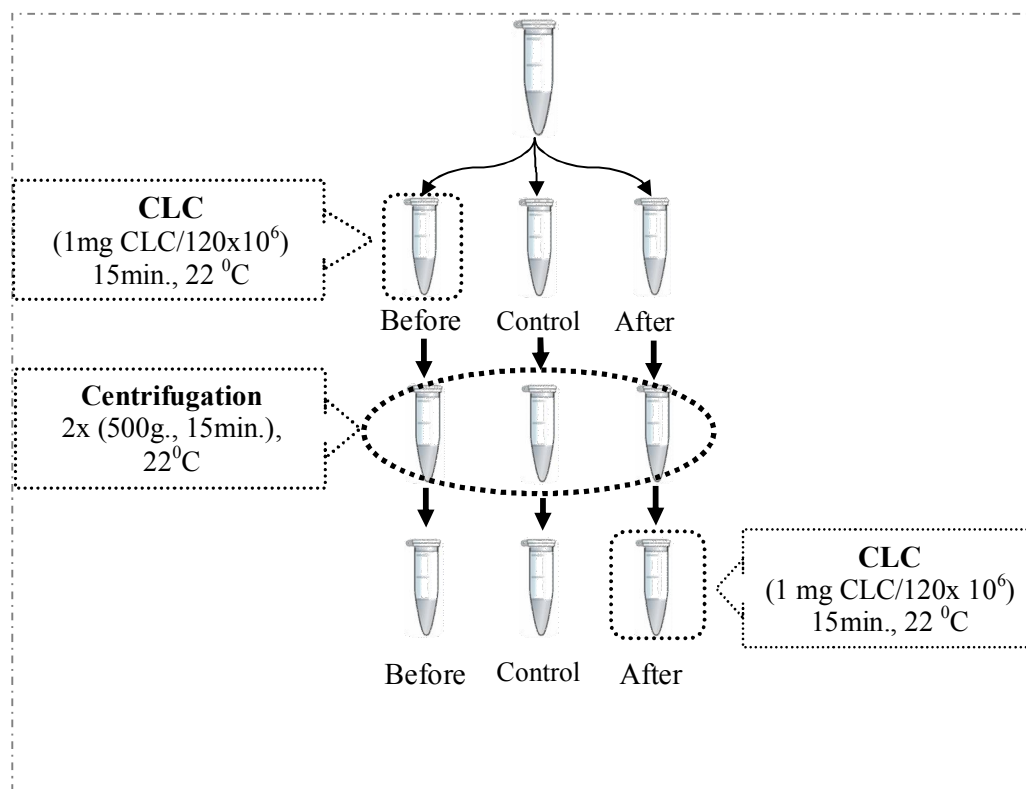 CLC
(1mg CLC/120x10⁶)
15min., 22 ⁰C
Before
Control
After
Centrifugation
2x (500g., 15min.),
22⁰C
CLC
(1 mg CLC/120x 10⁶)
15min., 22 ⁰C
Before
Control
After